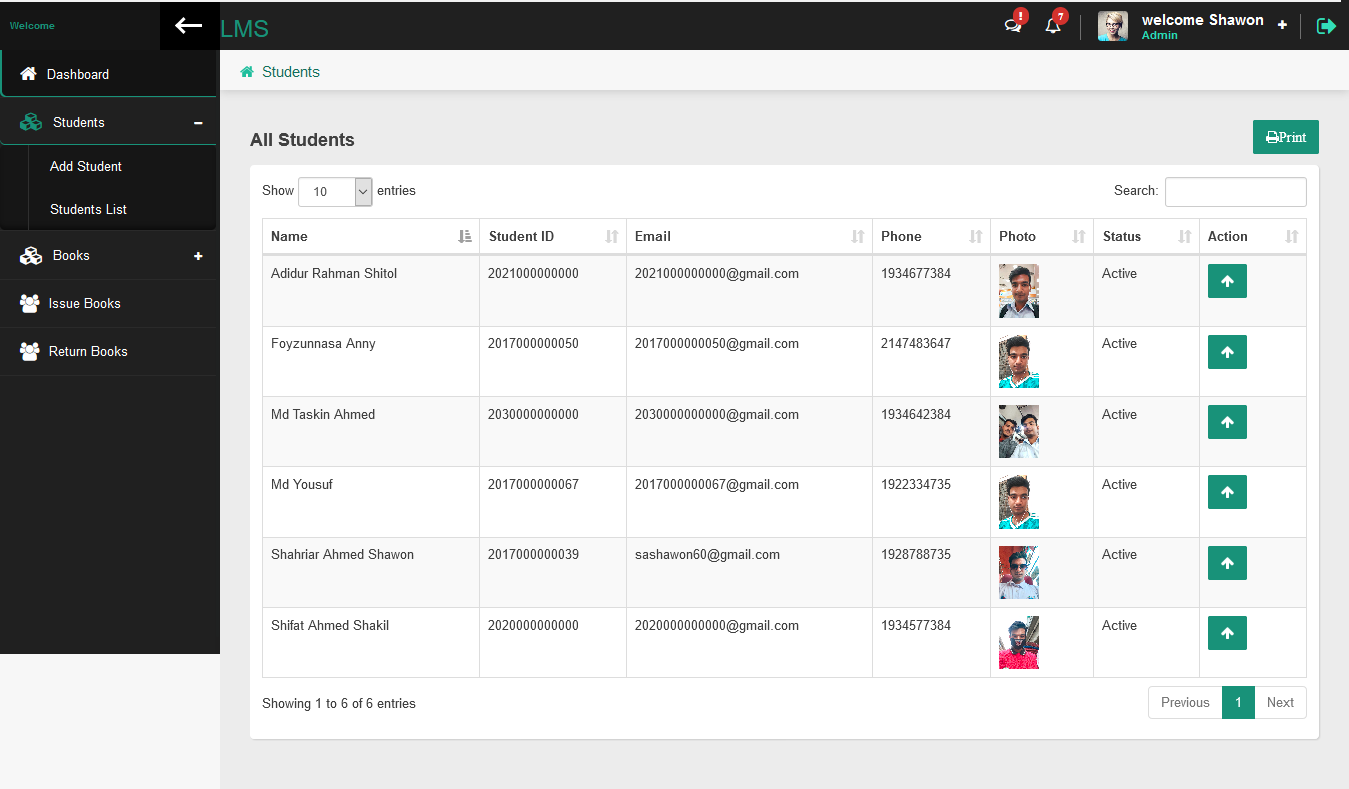 Welcome
LMS
!
7
welcome Shawon
Admin
Dashboard
Students
Add Student
Students List
Books
Issue Books
Return Books
Students
All Students
Print
Show 10 entries
Search:
Name Student ID Email Phone Photo Status Action
Adidur Rahman Shitol 2021000000000 2021000000000@gmail.com 1934677384 Active
Foyzunnasa Anny 2017000000050 2017000000050@gmail.com 2147483647 Active
Md Taskin Ahmed 2030000000000 2030000000000@gmail.com 1934642384 Active
Md Yousuf 2017000000067 2017000000067@gmail.com 1922334735 Active
Shahriar Ahmed Shawon 2017000000039 sashawon60@gmail.com 1928788735 Active
Shifat Ahmed Shakil 2020000000000 2020000000000@gmail.com 1934577384 Active
Showing 1 to 6 of 6 entries
Previous 1 Next